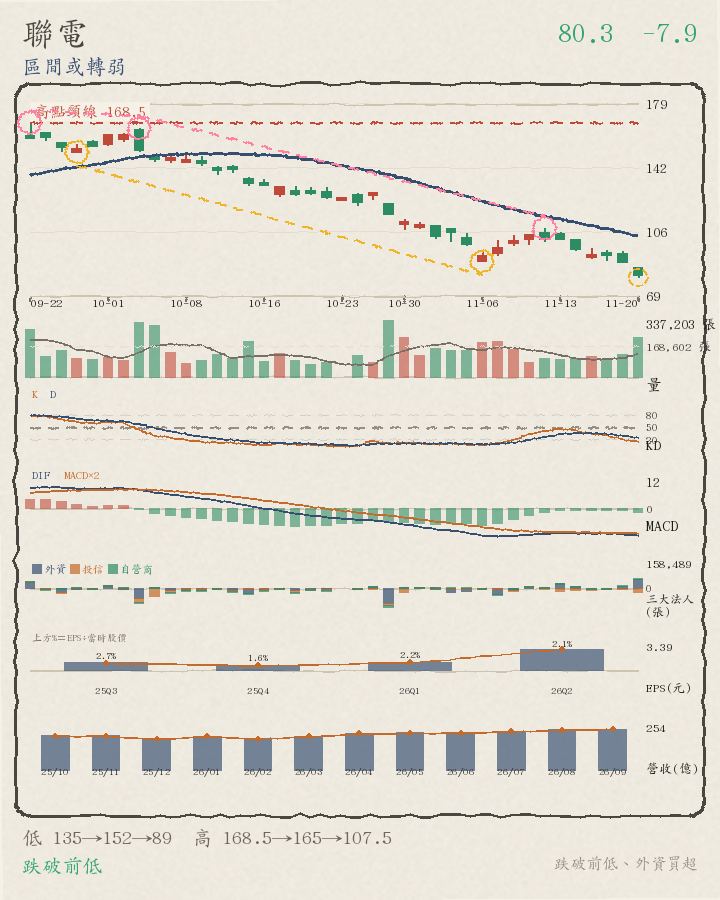 聯電
80.3 -7.9
區間或轉弱
高點頸線 168.5
179
142
106
69
09-22 10-01 10-08 10-16 10-23 10-30 11-06 11-13 11-20
337,203 張
168,602 張
量
K D
80
50
20
KD
DIF MACD×2
12
0
MACD
外資 投信 自營商
158,489
0
三大法人
(張)
上方%=EPS÷當時股價
2.7% 1.6% 2.2% 2.1%
3.39
25Q3 25Q4 26Q1 26Q2
EPS(元)
254
25/10 25/11 25/12 26/01 26/02 26/03 26/04 26/05 26/06 26/07 26/08 26/09
營收(億)
低 135→152→89 高 168.5→165→107.5
跌破前低
跌破前低、外資買超